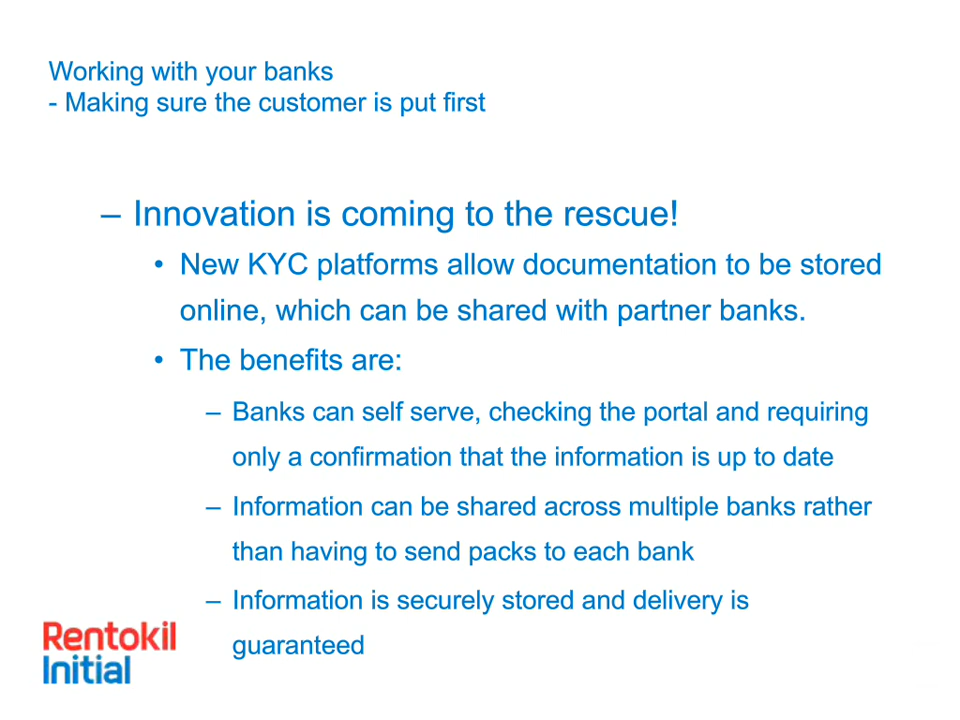 Working with your banks
- Making sure the customer is put first
– Innovation is coming to the rescue!
• New KYC platforms allow documentation to be stored
online, which can be shared with partner banks.
• The benefits are:
– Banks can self serve, checking the portal and requiring
only a confirmation that the information is up to date
– Information can be shared across multiple banks rather
than having to send packs to each bank
– Information is securely stored and delivery is
guaranteed
Rentokil
Initial